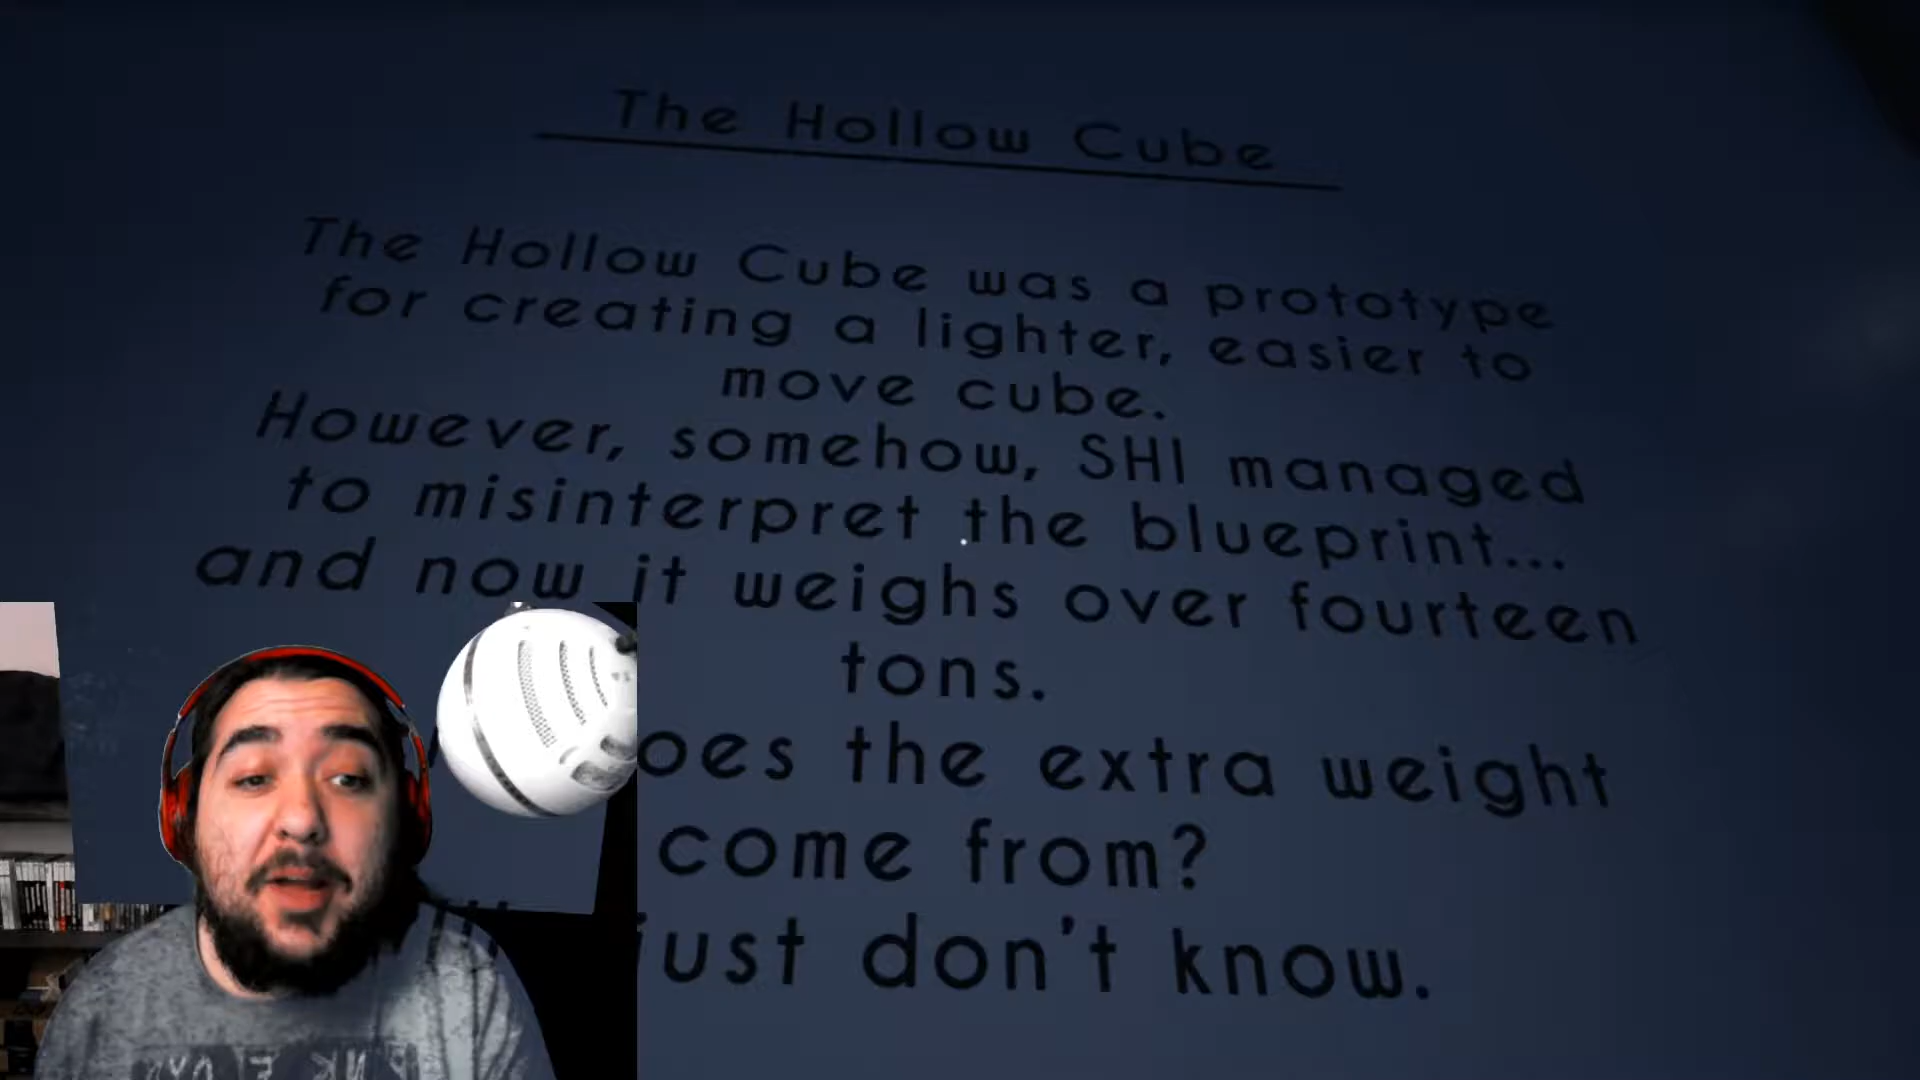 The Hollow Cube
The Hollow Cube was a prototype
for creating a lighter, easier to
move cube.
However, somehow, SHI managed
to misinterpret the blueprint...
and now it weighs over fourteen
tons.
oes the extra weight
come from?
just don't know.